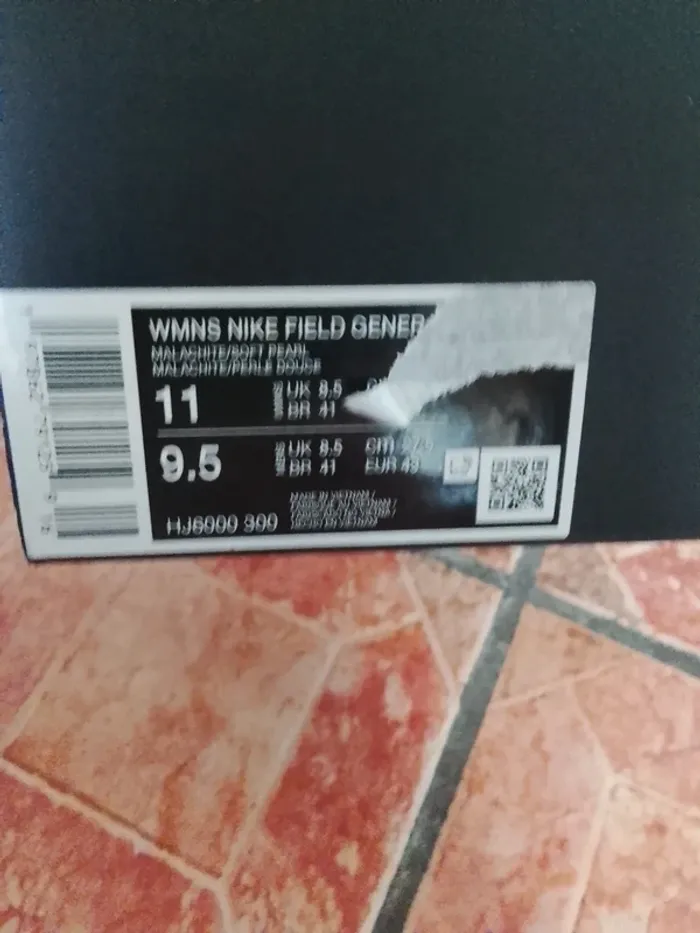 WMNS NIKE FIELD GENER
MALACHITE/SOFT PEARL
MALACHITE/PERLE DOUCE
11
UK 8.5
BR 41
9.5
UK 8.5 cm
BR 41 EUR 43
MADE IN VIETNAM /
HJ6000 300